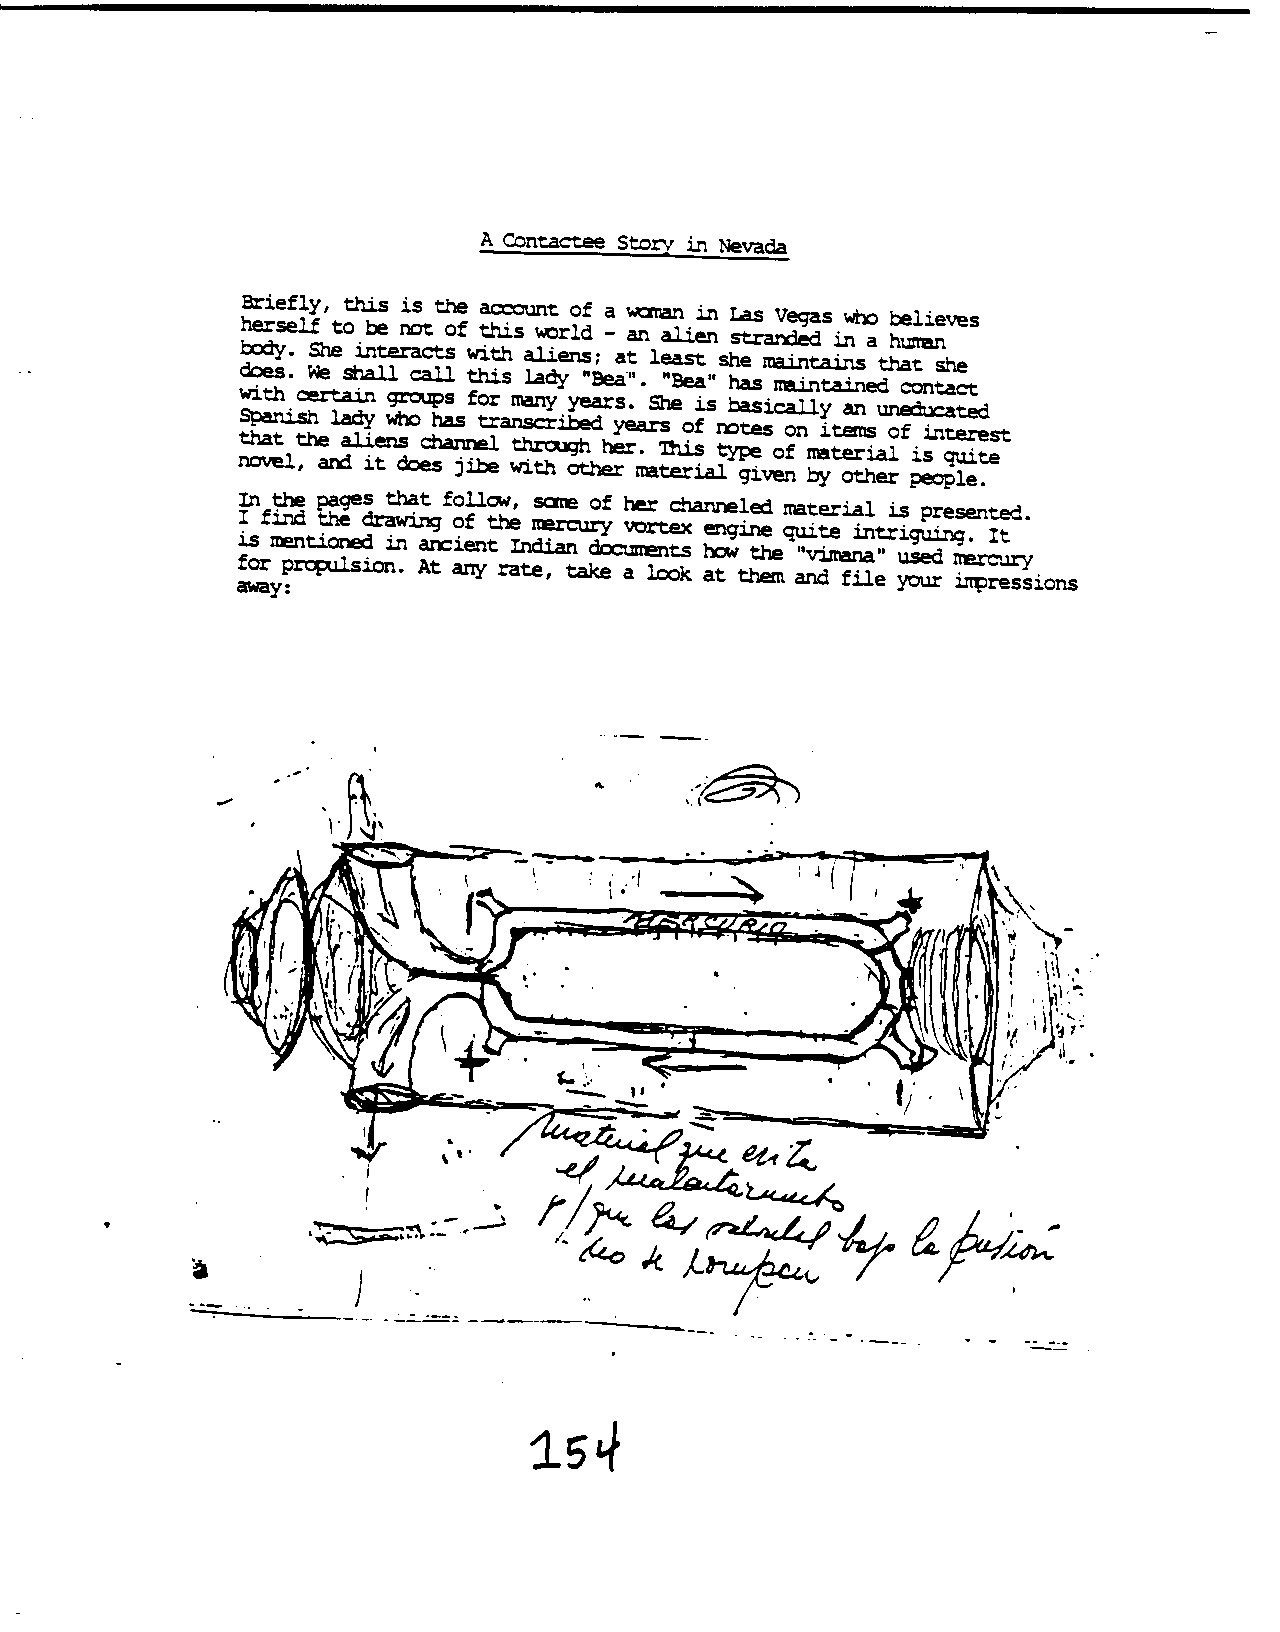 A Contactee Story in Nevada
Briefly, this is the account of a woman in Las Vegas who believes
herself to be not of this world - an alien stranded in a human
body. She interacts with aliens; at least she maintains that she
does. We shall call this lady "Bea". "Bea" has maintained contact
with certain groups for many years. She is basically an uneducated
Spanish lady who has transcribed years of notes on items of interest
that the aliens channel through her. This type of material is quite
novel, and it does jibe with other material given by other people.
In the pages that follow, some of her channeled material is presented.
I find the drawing of the mercury vortex engine quite intriguing. It
is mentioned in ancient Indian documents how the "vimana" used mercury
for propulsion. At any rate, take a look at them and file your impressions
away:
MERCURIO
+
+
material que evita
el
p/que las bajo la
no se rompan
154